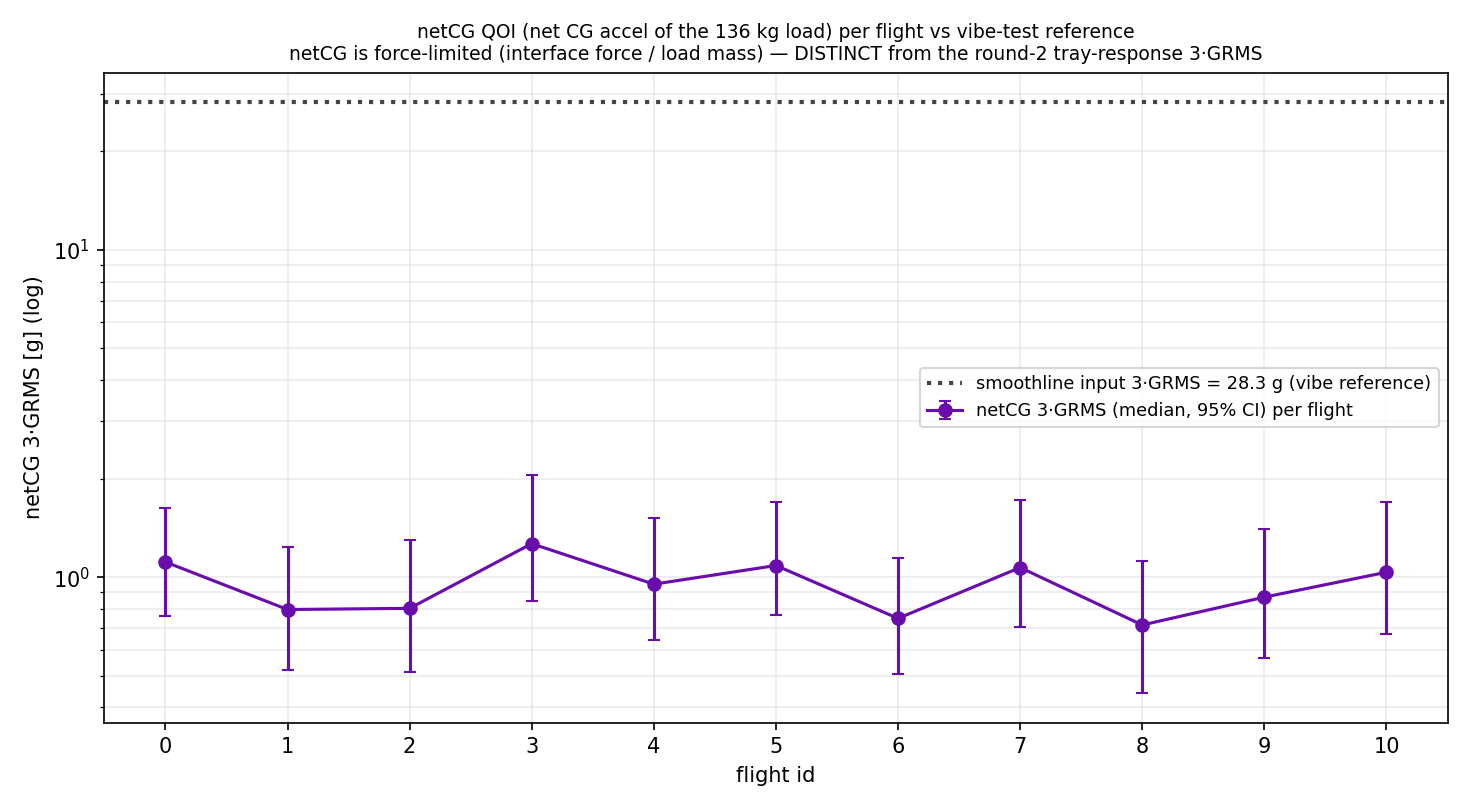 netCG QOI (net CG accel of the 136 kg load) per flight vs vibe-test reference
netCG is force-limited (interface force / load mass) — DISTINCT from the round-2 tray-response 3·GRMS
netCG 3·GRMS [g] (log)
10¹
10⁰
smoothline input 3·GRMS = 28.3 g (vibe reference)
netCG 3·GRMS (median, 95% CI) per flight
0 1 2 3 4 5 6 7 8 9 10
flight id